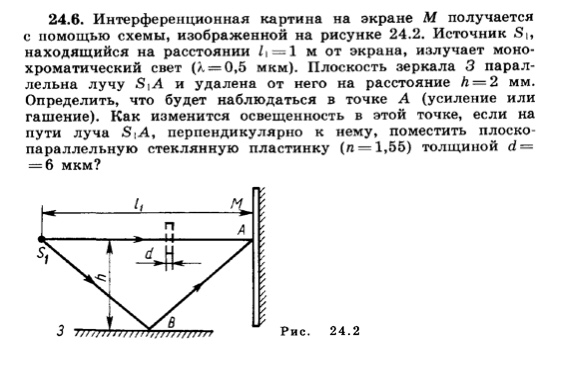 24.6. Интерференционная картина на экране М получается
с помощью схемы, изображенной на рисунке 24.2. Источник S₁,
находящийся на расстоянии l₁=1 м от экрана, излучает моно-
хроматический свет (λ=0,5 мкм). Плоскость зеркала З парал-
лельна лучу S₁A и удалена от него на расстояние h=2 мм.
Определить, что будет наблюдаться в точке А (усиление или
гашение). Как изменится освещенность в этой точке, если на
пути луча S₁A, перпендикулярно к нему, поместить плоско-
параллельную стеклянную пластинку (n=1,55) толщиной d=
=6 мкм?
l₁
M
A
S₁
d
h
З
B
Рис. 24.2